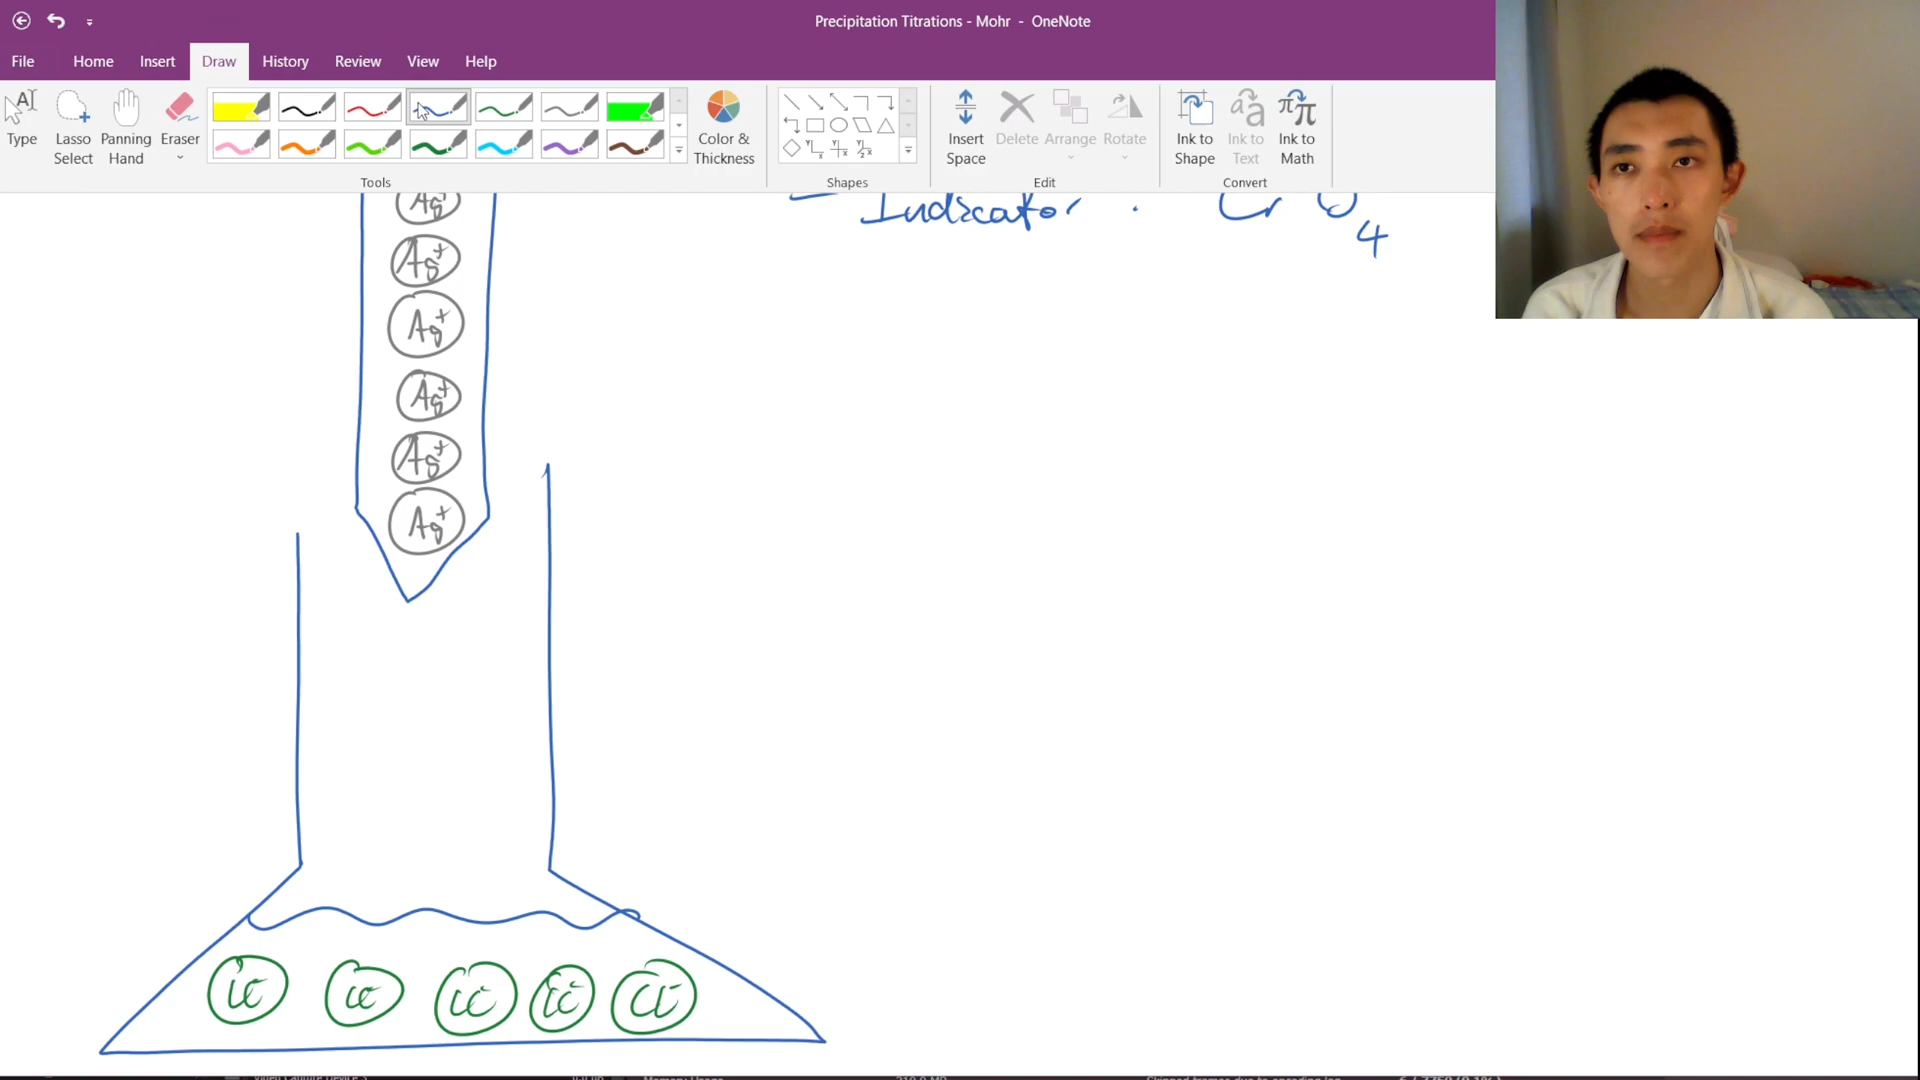 Precipitation Titrations - Mohr - OneNote
File Home Insert Draw History Review View Help
Type
Lasso Select
Panning Hand
Eraser
Color & Thickness
Insert Space
Delete
Arrange
Rotate
Ink to Shape
Ink to Text
Ink to Math
Tools Shapes Edit Convert
Indicator : Cr O4
Ag+
Ag+
Ag+
Ag+
Ag+
Ag+
Cl-